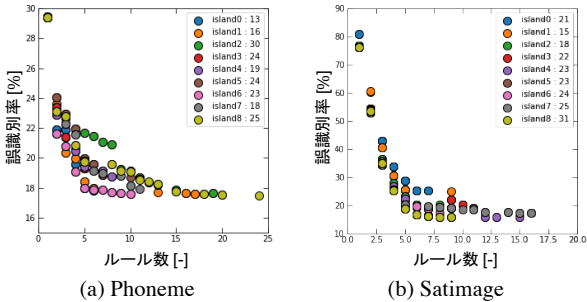 30
28
26
24
22
20
18
16
誤識別率 [%]
0
5
10
15
20
25
ルール数 [-]
island0 : 13
island1 : 16
island2 : 30
island3 : 24
island4 : 19
island5 : 24
island6 : 23
island7 : 18
island8 : 25
(a) Phoneme
90
80
70
60
50
40
30
20
10
誤識別率 [%]
0.0
2.5
5.0
7.5
10.0
12.5
15.0
17.5
20.0
ルール数 [-]
island0 : 21
island1 : 15
island2 : 18
island3 : 22
island4 : 23
island5 : 23
island6 : 24
island7 : 25
island8 : 31
(b) Satimage